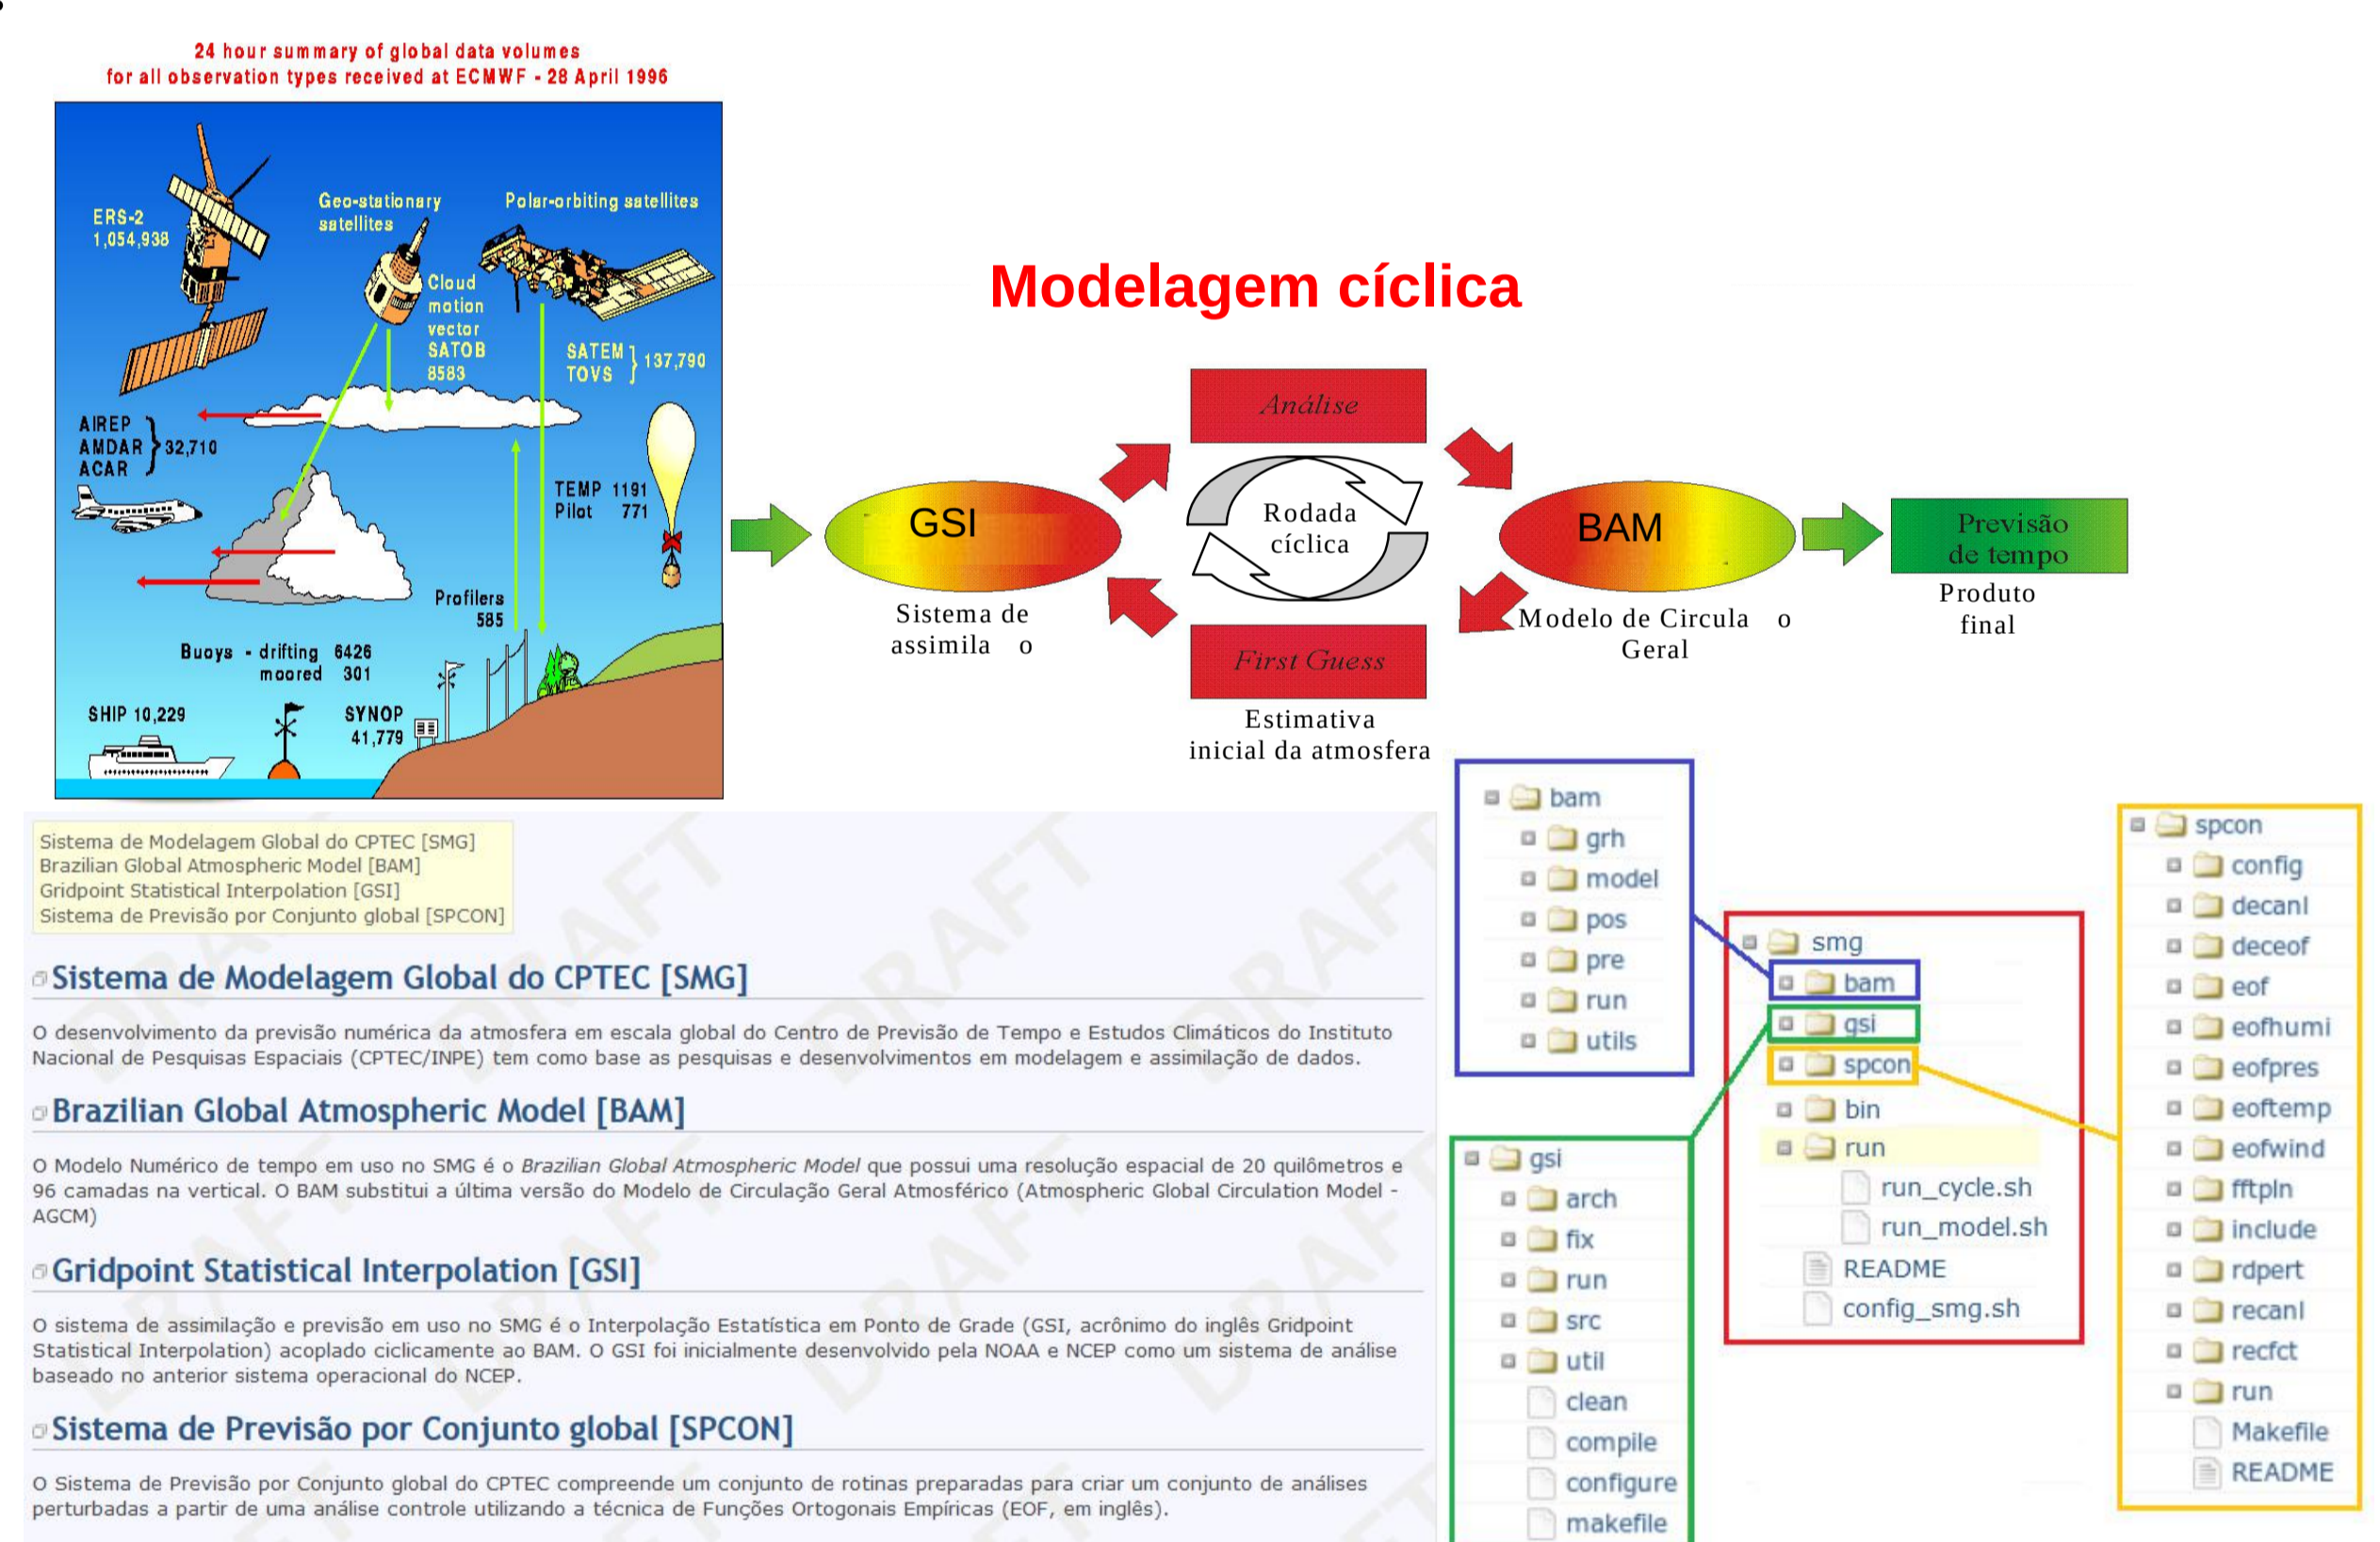 24 hour summary of global data volumes
for all observation types received at ECMWF - 28 April 1996
ERS-2
1,054,938
Geo-stationary
satellites
Polar-orbiting satellites
Cloud
motion
vector
SATOB
8583
SATEM
TOVS
137,790
AIREP
AMDAR
ACAR
32,710
TEMP 1191
Pilot 771
Profilers
585
Buoys - drifting 6426
moored 301
SHIP 10,229
SYNOP
41,779
Modelagem cíclica
Análise
GSI
Rodada
cíclica
BAM
Previsão
de tempo
Sistema de
assimila o
Modelo de Circula o
Geral
Produto
final
First Guess
Estimativa
inicial da atmosfera
Sistema de Modelagem Global do CPTEC [SMG]
Brazilian Global Atmospheric Model [BAM]
Gridpoint Statistical Interpolation [GSI]
Sistema de Previsão por Conjunto global [SPCON]
Sistema de Modelagem Global do CPTEC [SMG]
O desenvolvimento da previsão numérica da atmosfera em escala global do Centro de Previsão de Tempo e Estudos Climáticos do Instituto
Nacional de Pesquisas Espaciais (CPTEC/INPE) tem como base as pesquisas e desenvolvimentos em modelagem e assimilação de dados.
Brazilian Global Atmospheric Model [BAM]
O Modelo Numérico de tempo em uso no SMG é o Brazilian Global Atmospheric Model que possui uma resolução espacial de 20 quilômetros e
96 camadas na vertical. O BAM substitui a última versão do Modelo de Circulação Geral Atmosférico (Atmospheric Global Circulation Model -
AGCM)
Gridpoint Statistical Interpolation [GSI]
O sistema de assimilação e previsão em uso no SMG é o Interpolação Estatística em Ponto de Grade (GSI, acrônimo do inglês Gridpoint
Statistical Interpolation) acoplado ciclicamente ao BAM. O GSI foi inicialmente desenvolvido pela NOAA e NCEP como um sistema de análise
baseado no anterior sistema operacional do NCEP.
Sistema de Previsão por Conjunto global [SPCON]
O Sistema de Previsão por Conjunto global do CPTEC compreende um conjunto de rotinas preparadas para criar um conjunto de análises
perturbadas a partir de uma análise controle utilizando a técnica de Funções Ortogonais Empíricas (EOF, em inglês).
DRAFT
DRAFT
DRAFT
DRAFT
DRAFT
DRAFT
DRAFT
DRAFT
bam
grh
model
pos
pre
run
utils
gsi
arch
fix
run
src
util
clean
compile
configure
makefile
smg
bam
gsi
spcon
bin
run
run_cycle.sh
run_model.sh
README
config_smg.sh
spcon
config
decanl
deceof
eof
eofhumi
eofpres
eoftemp
eofwind
fftpln
include
rdpert
recanl
recfct
run
Makefile
README